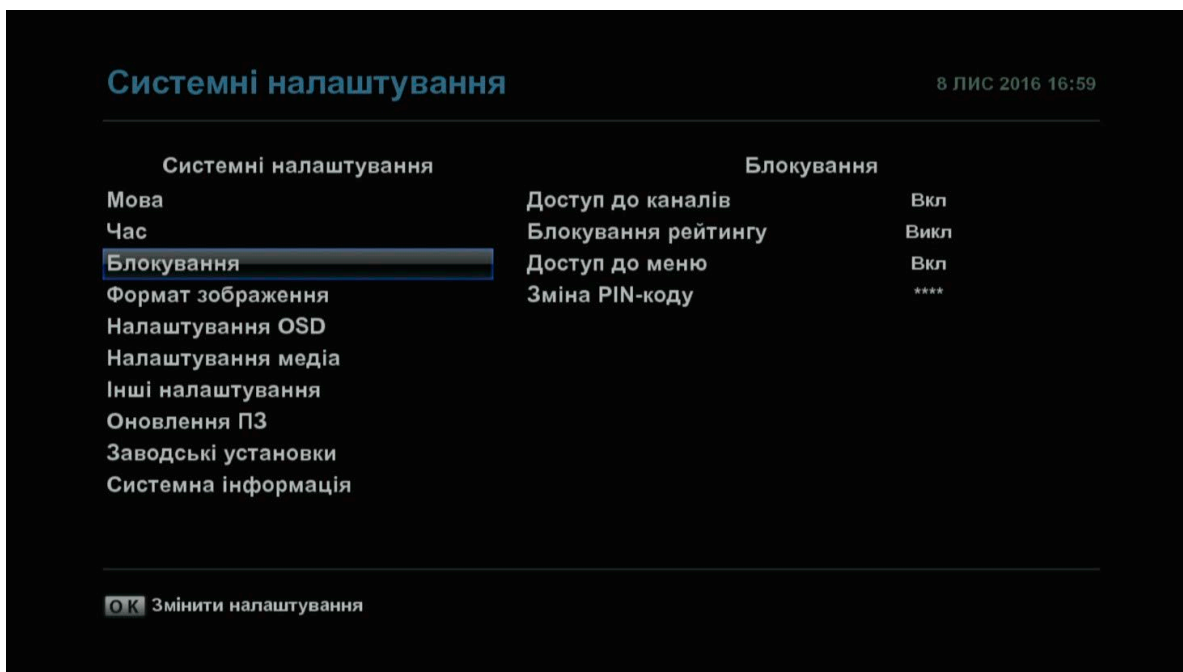 Системні налаштування
8 ЛИС 2016 16:59
Системні налаштування
Блокування
Мова
Доступ до каналів Вкл
Час
Блокування рейтингу Викл
Блокування
Доступ до меню Вкл
Формат зображення
Зміна PIN-коду ****
Налаштування OSD
Налаштування медіа
Інші налаштування
Оновлення ПЗ
Заводські установки
Системна інформація
OK Змінити налаштування